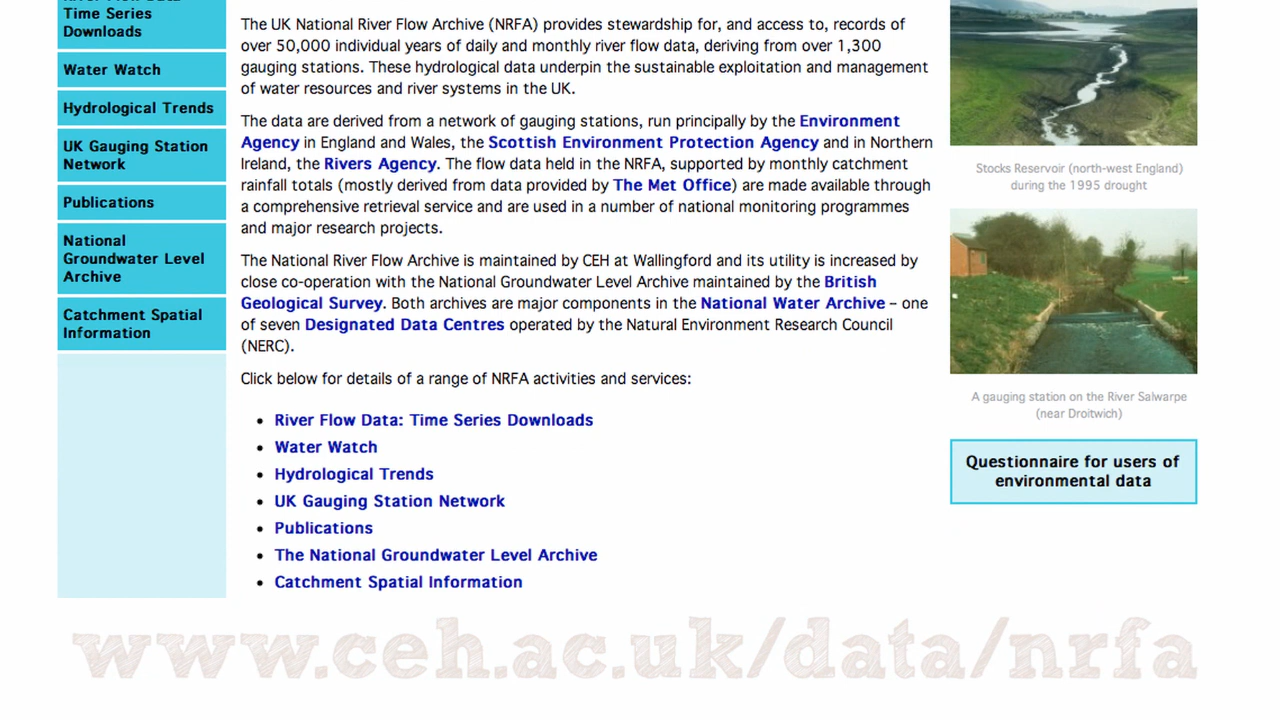 Time Series
Downloads
Water Watch
Hydrological Trends
UK Gauging Station
Network
Publications
National
Groundwater Level
Archive
Catchment Spatial
Information
The UK National River Flow Archive (NRFA) provides stewardship for, and access to, records of
over 50,000 individual years of daily and monthly river flow data, deriving from over 1,300
gauging stations. These hydrological data underpin the sustainable exploitation and management
of water resources and river systems in the UK.
The data are derived from a network of gauging stations, run principally by the Environment
Agency in England and Wales, the Scottish Environment Protection Agency and in Northern
Ireland, the Rivers Agency. The flow data held in the NRFA, supported by monthly catchment
rainfall totals (mostly derived from data provided by The Met Office) are made available through
a comprehensive retrieval service and are used in a number of national monitoring programmes
and major research projects.
The National River Flow Archive is maintained by CEH at Wallingford and its utility is increased by
close co-operation with the National Groundwater Level Archive maintained by the British
Geological Survey. Both archives are major components in the National Water Archive – one
of seven Designated Data Centres operated by the Natural Environment Research Council
(NERC).
Click below for details of a range of NRFA activities and services:
• River Flow Data: Time Series Downloads
• Water Watch
• Hydrological Trends
• UK Gauging Station Network
• Publications
• The National Groundwater Level Archive
• Catchment Spatial Information
Stocks Reservoir (north-west England)
during the 1995 drought
A gauging station on the River Salwarpe
(near Droitwich)
Questionnaire for users of
environmental data
www.ceh.ac.uk/data/nrfa